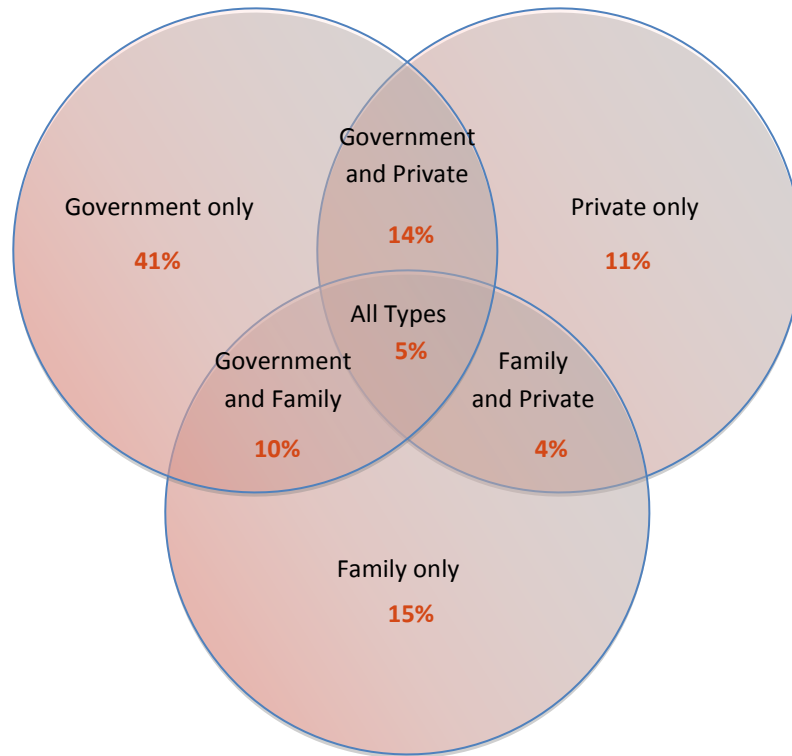 Government
and Private
14%
Government only
41%
Private only
11%
All Types
5%
Government
and Family
10%
Family
and Private
4%
Family only
15%